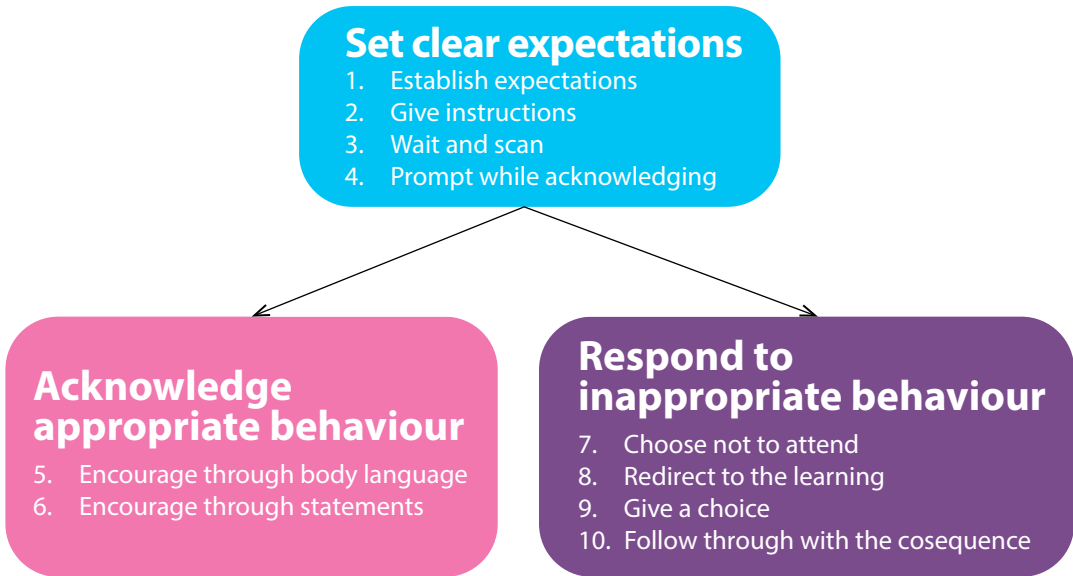 Set clear expectations
1. Establish expectations
2. Give instructions
3. Wait and scan
4. Prompt while acknowledging
Acknowledge
appropriate behaviour
5. Encourage through body language
6. Encourage through statements
Respond to
inappropriate behaviour
7. Choose not to attend
8. Redirect to the learning
9. Give a choice
10. Follow through with the cosequence